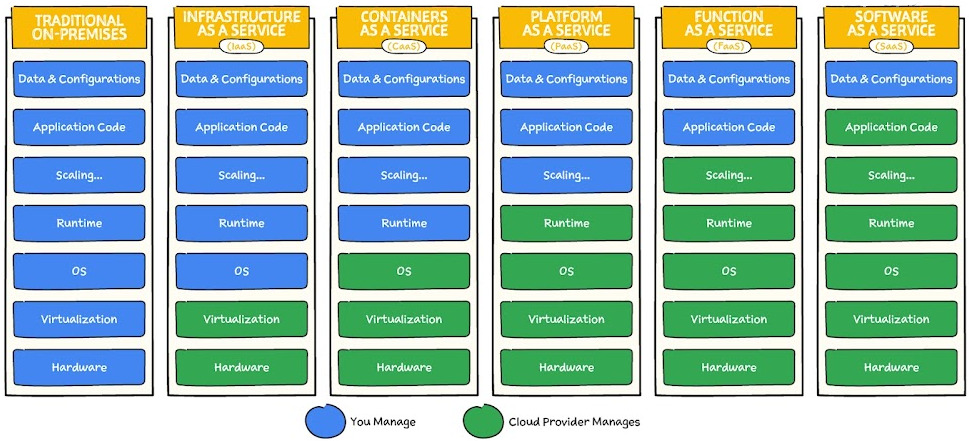 TRADITIONAL
ON-PREMISES
Data & Configurations
Application Code
Scaling...
Runtime
OS
Virtualization
Hardware
INFRASTRUCTURE
AS A SERVICE
(IaaS)
Data & Configurations
Application Code
Scaling...
Runtime
OS
Virtualization
Hardware
CONTAINERS
AS A SERVICE
(CaaS)
Data & Configurations
Application Code
Scaling...
Runtime
OS
Virtualization
Hardware
PLATFORM
AS A SERVICE
(PaaS)
Data & Configurations
Application Code
Scaling...
Runtime
OS
Virtualization
Hardware
FUNCTION
AS A SERVICE
(FaaS)
Data & Configurations
Application Code
Scaling...
Runtime
OS
Virtualization
Hardware
SOFTWARE
AS A SERVICE
(SaaS)
Data & Configurations
Application Code
Scaling...
Runtime
OS
Virtualization
Hardware
You Manage
Cloud Provider Manages